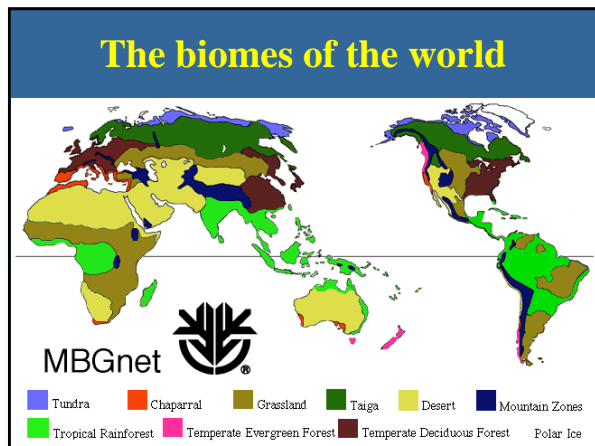 The biomes of the world
MBGnet
®
Tundra Chaparral Grassland Taiga Desert Mountain Zones
Tropical Rainforest Temperate Evergreen Forest Temperate Deciduous Forest Polar Ice